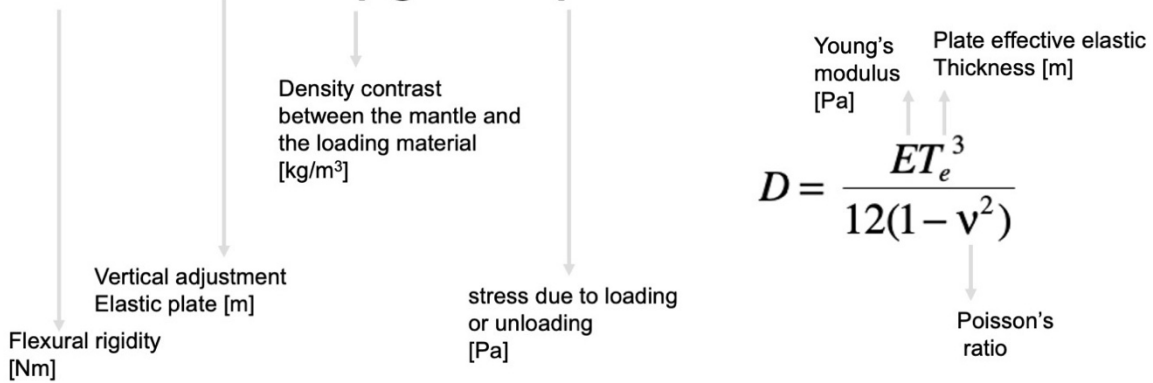 Density contrast
between the mantle and
the loading material
[kg/m³]
Vertical adjustment
Elastic plate [m]
Flexural rigidity
[Nm]
stress due to loading
or unloading
[Pa]
Young's
modulus
[Pa]
Plate effective elastic
Thickness [m]
D = ETₑ³ / 12(1 – ν²)
Poisson's
ratio